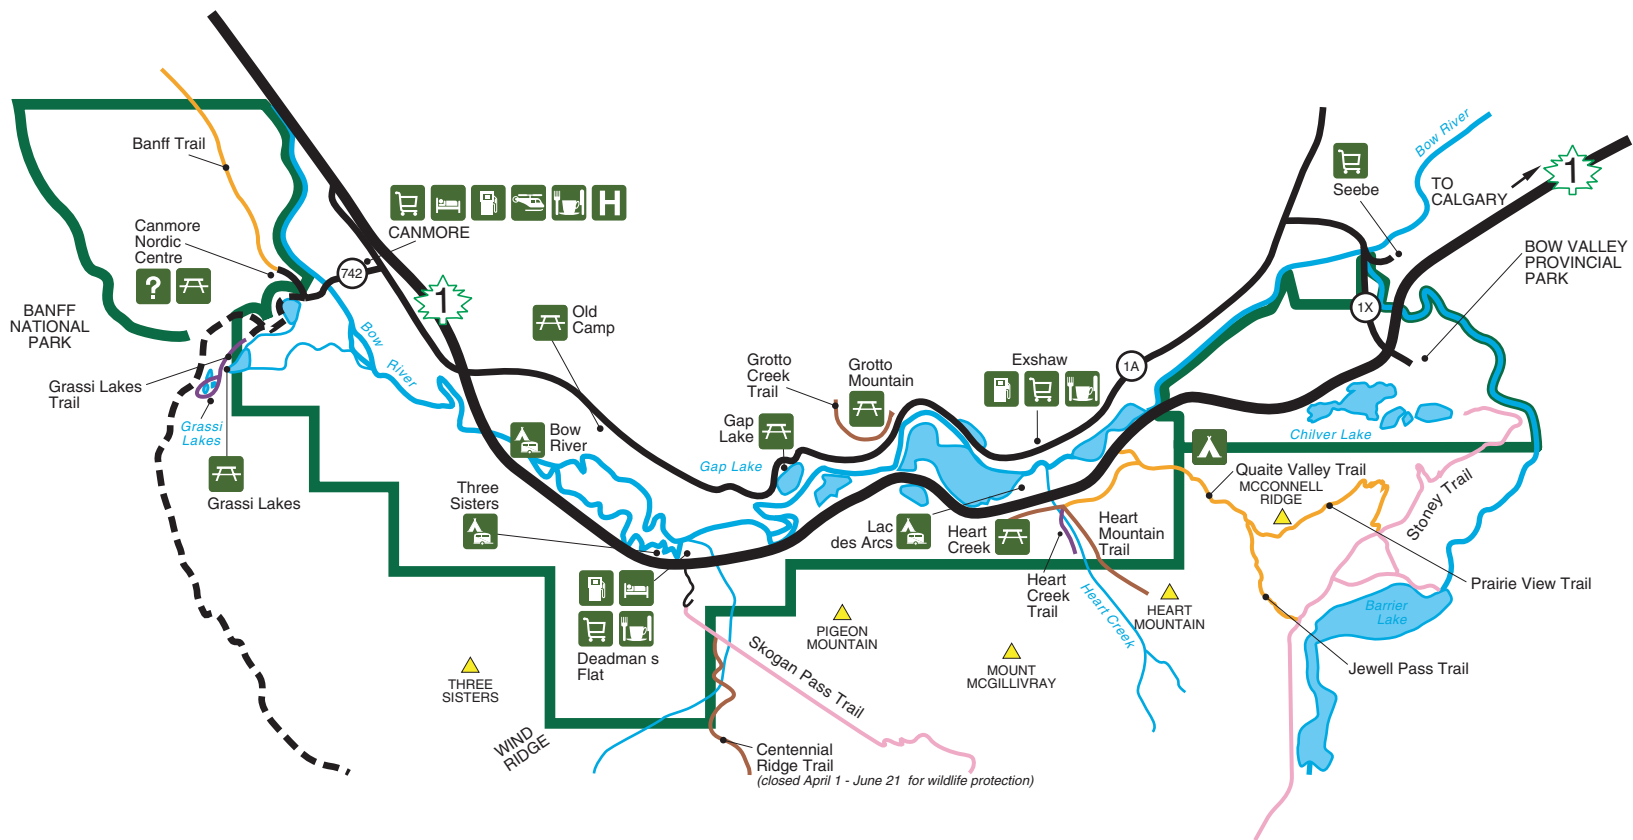 Banff Trail
Canmore
Nordic
Centre
?
BANFF
NATIONAL
PARK
Grassi Lakes
Trail
Grassi
Lakes
Grassi Lakes
742
H
CANMORE
1
Bow
River
Old
Camp
Bow
River
Three
Sisters
Deadman s
Flat
THREE
SISTERS
WIND
RIDGE
Skogan Pass Trail
Centennial
Ridge Trail
(closed April 1 - June 21 for wildlife protection)
PIGEON
MOUNTAIN
MOUNT
MCGILLIVRAY
Gap
Lake
Gap Lake
Grotto
Creek
Trail
Grotto
Mountain
Exshaw
1A
Lac
des Arcs
Heart
Creek
Heart
Mountain
Trail
Heart
Creek
Trail
Heart Creek
HEART
MOUNTAIN
Seebe
Bow River
TO
CALGARY
1
BOW VALLEY
PROVINCIAL
PARK
1X
Chilver Lake
Quaite Valley Trail
MCCONNELL
RIDGE
Stoney Trail
Prairie View Trail
Barrier
Lake
Jewell Pass Trail